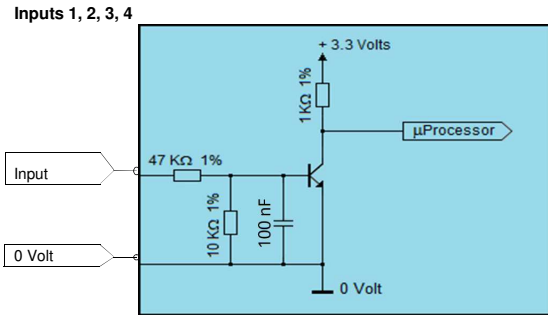 Inputs 1, 2, 3, 4
+ 3.3 Volts
1KΩ 1%
µProcessor
47 KΩ 1%
Input
10 KΩ 1%
100 nF
0 Volt
0 Volt